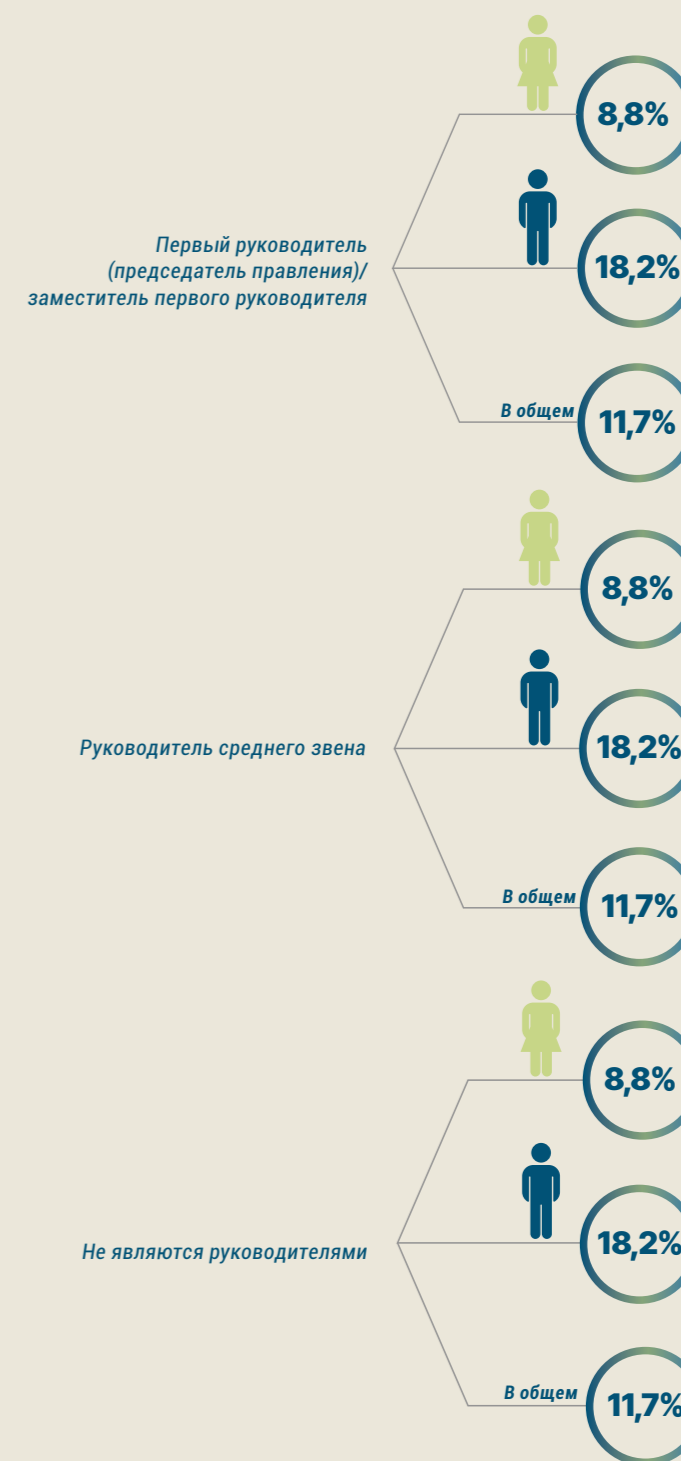 8,8%
Первый руководитель
(председатель правления)/
заместитель первого руководителя
18,2%
В общем
11,7%
8,8%
Руководитель среднего звена
18,2%
В общем
11,7%
8,8%
Не являются руководителями
18,2%
В общем
11,7%